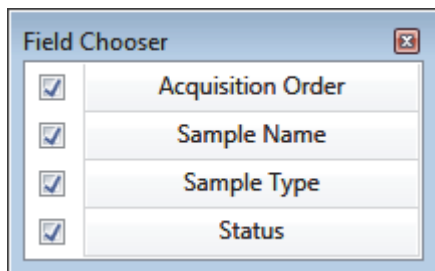 Field Chooser
Acquisition Order
Sample Name
Sample Type
Status